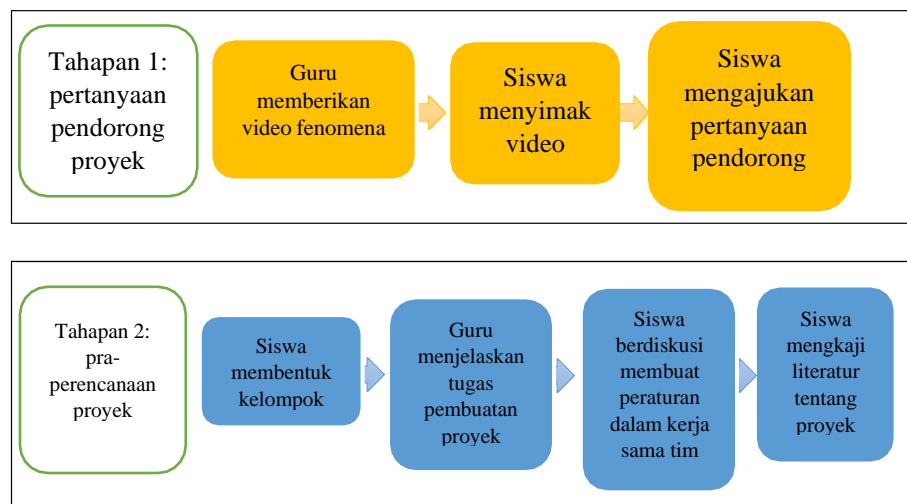 Tahapan 1:
pertanyaan
pendorong
proyek
Guru
memberikan
video fenomena
Siswa
menyimak
video
Siswa
mengajukan
pertanyaan
pendorong
Tahapan 2:
pra-
perencanaan
proyek
Siswa
membentuk
kelompok
Guru
menjelaskan
tugas
pembuatan
proyek
Siswa
berdiskusi
membuat
peraturan
dalam kerja
sama tim
Siswa
mengkaji
literatur
tentang
proyek